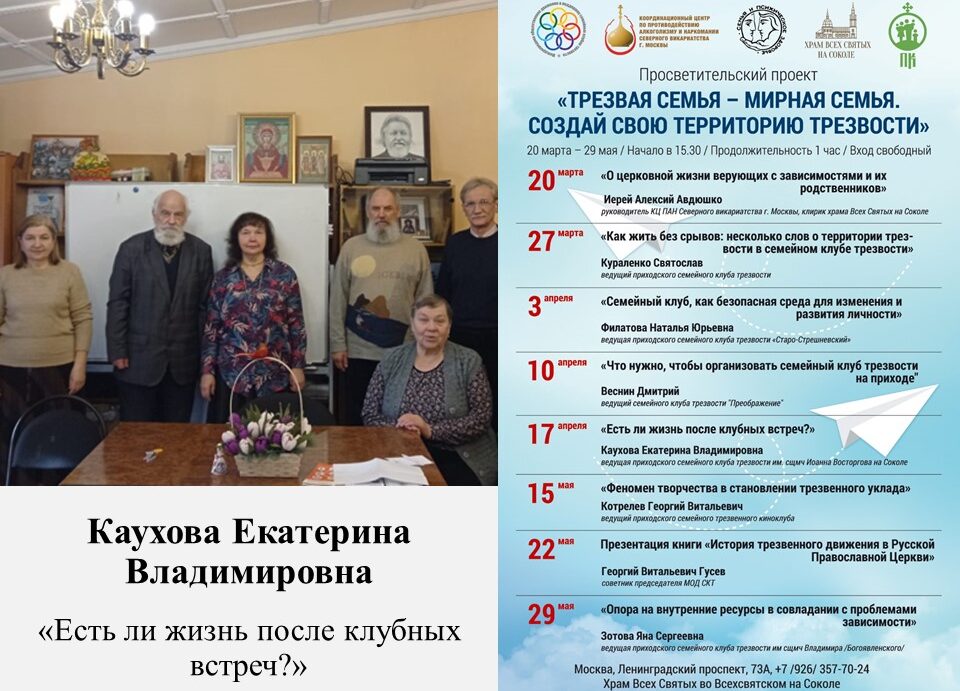 Каухова Екатерина
Владимировна
«Есть ли жизнь после клубных
встреч?»
КООРДИНАЦИОННЫЙ ЦЕНТР
ПО ПРОТИВОДЕЙСТВИЮ
АЛКОГОЛИЗМУ И НАРКОМАНИИ
СЕВЕРНОГО ВИКАРИАТСТВА
Г. МОСКВЫ
ХРАМ ВСЕХ СВЯТЫХ
НА СОКОЛЕ
ПК
Просветительский проект
«ТРЕЗВАЯ СЕМЬЯ – МИРНАЯ СЕМЬЯ.
СОЗДАЙ СВОЮ ТЕРРИТОРИЮ ТРЕЗВОСТИ»
20 марта – 29 мая / Начало в 15.30 / Продолжительность 1 час / Вход свободный
20 марта
«О церковной жизни верующих с зависимостями и их
родственников»
Иерей Алексий Авдюшко
руководитель КЦ ПАН Северного викариатства г. Москвы, клирик храма Всех Святых на Соколе
27 марта
«Как жить без срывов: несколько слов о территории трез-
вости в семейном клубе трезвости»
Кураленко Святослав
ведущий приходского семейного клуба трезвости
3 апреля
«Семейный клуб, как безопасная среда для изменения и
развития личности»
Филатова Наталья Юрьевна
ведущая приходского семейного клуба трезвости «Старо-Стрешневский»
10 апреля
«Что нужно, чтобы организовать семейный клуб трезвости
на приходе"
Веснин Дмитрий
ведущий семейного клуба трезвости "Преображение"
17 апреля
«Есть ли жизнь после клубных встреч?»
Каухова Екатерина Владимировна
ведущая приходского семейного клуба трезвости им. сщмч Иоанна Восторгова на Соколе
15 мая
«Феномен творчества в становлении трезвенного уклада»
Котрелев Георгий Витальевич
ведущий приходского семейного трезвенного киноклуба
22 мая
Презентация книги «История трезвенного движения в Русской
Православной Церкви»
Георгий Витальевич Гусев
советник председателя МОД СКТ
29 мая
«Опора на внутренние ресурсы в совладании с проблемами
зависимости»
Зотова Яна Сергеевна
ведущая приходского семейного клуба трезвости им сщмч Владимира /Богоявленского/
Москва, Ленинградский проспект, 73А, +7 /926/ 357-70-24
Храм Всех Святых во Всехсвятском на Соколе